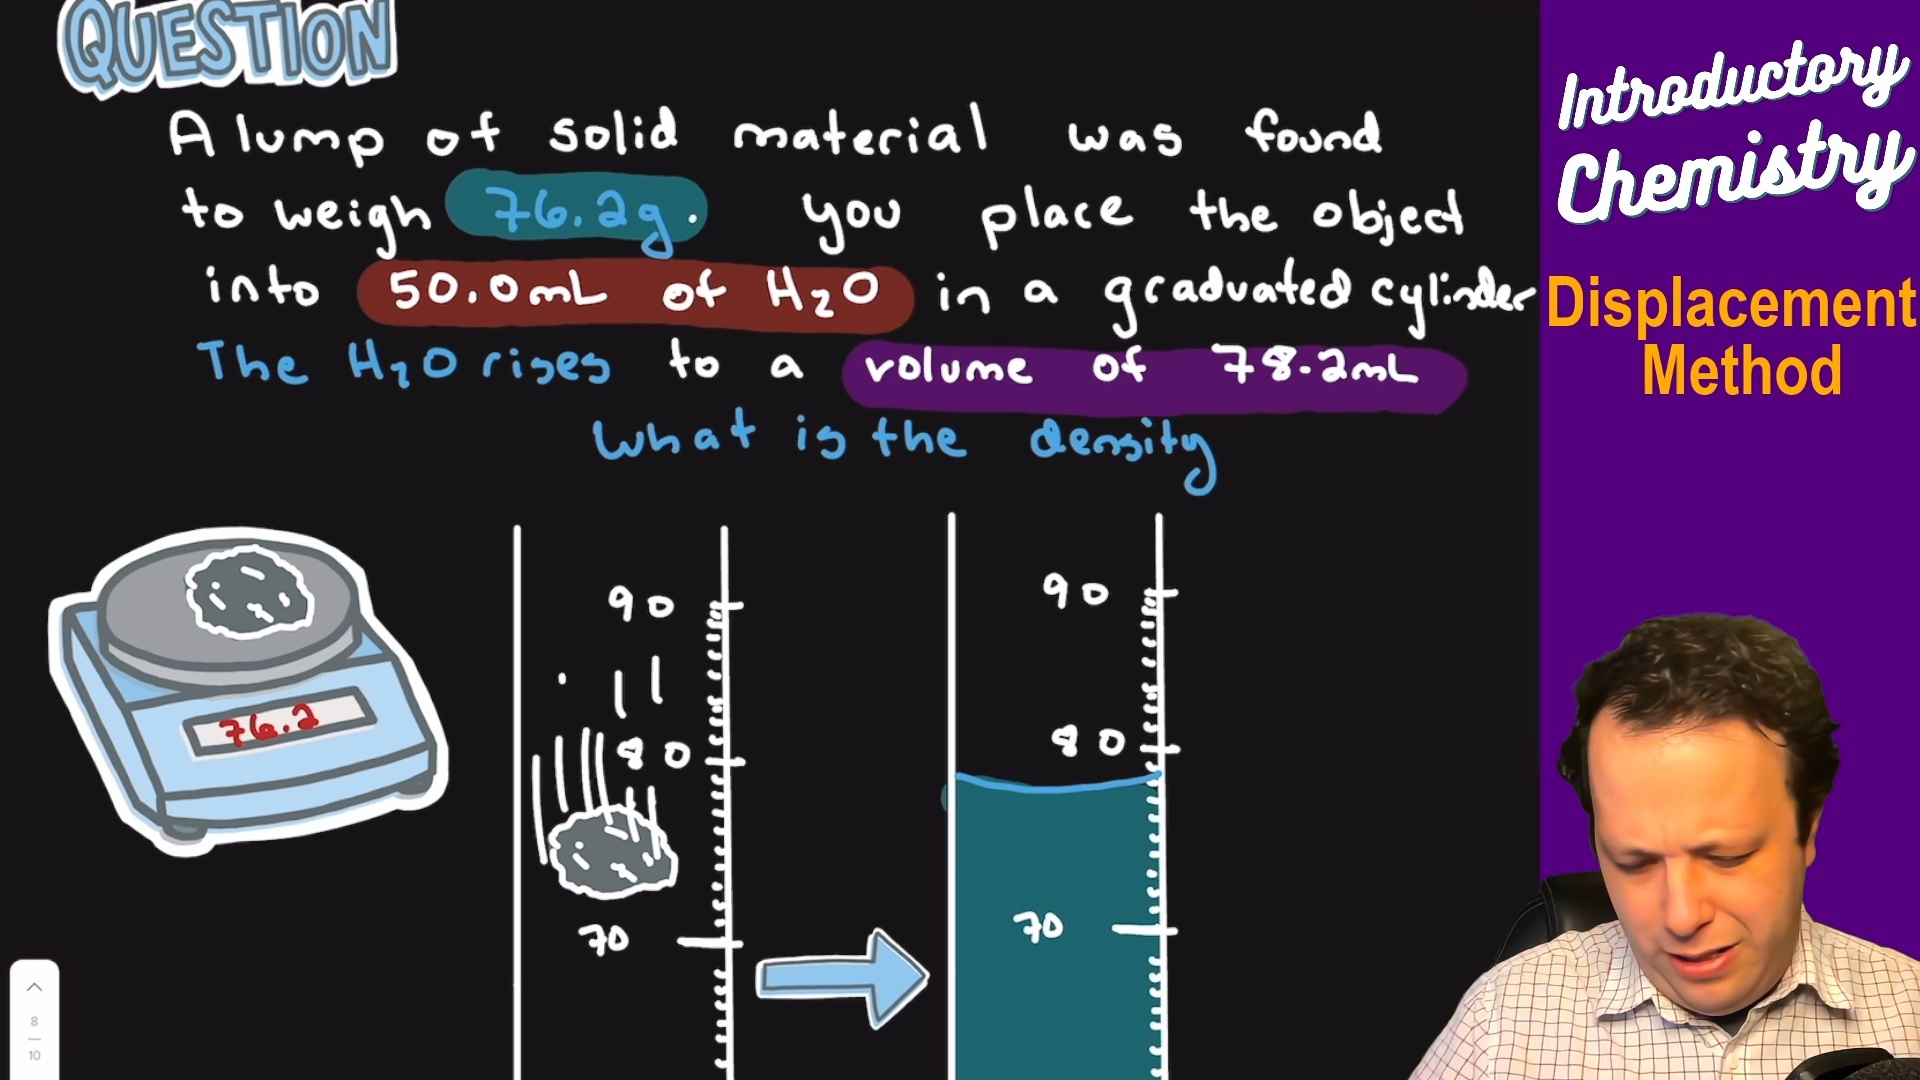 QUESTION
A lump of solid material was found
to weigh 76.2g. you place the object
into 50.0mL of H2O in a graduated cylinder
The H2O rises to a volume of 78.2mL
What is the density
Introductory
Chemistry
Displacement
Method
76.2
90
80
70
90
80
70
8
10